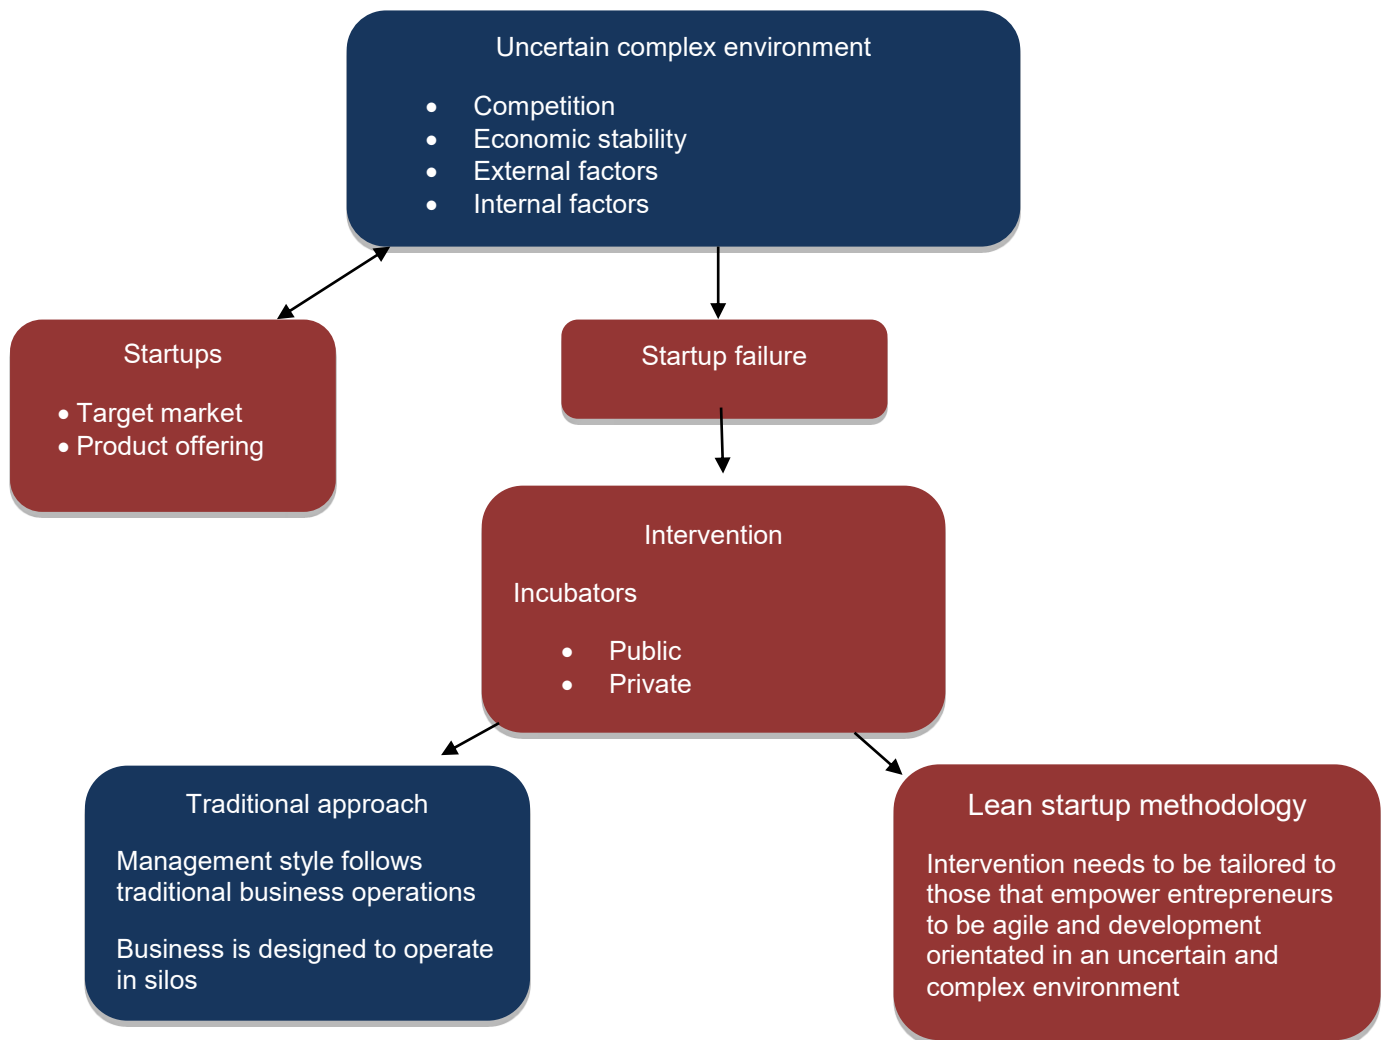 Uncertain complex environment
• Competition
• Economic stability
• External factors
• Internal factors
Startups
• Target market
• Product offering
Startup failure
Intervention
Incubators
• Public
• Private
Traditional approach
Management style follows
traditional business operations
Business is designed to operate
in silos
Lean startup methodology
Intervention needs to be tailored to
those that empower entrepreneurs
to be agile and development
orientated in an uncertain and
complex environment